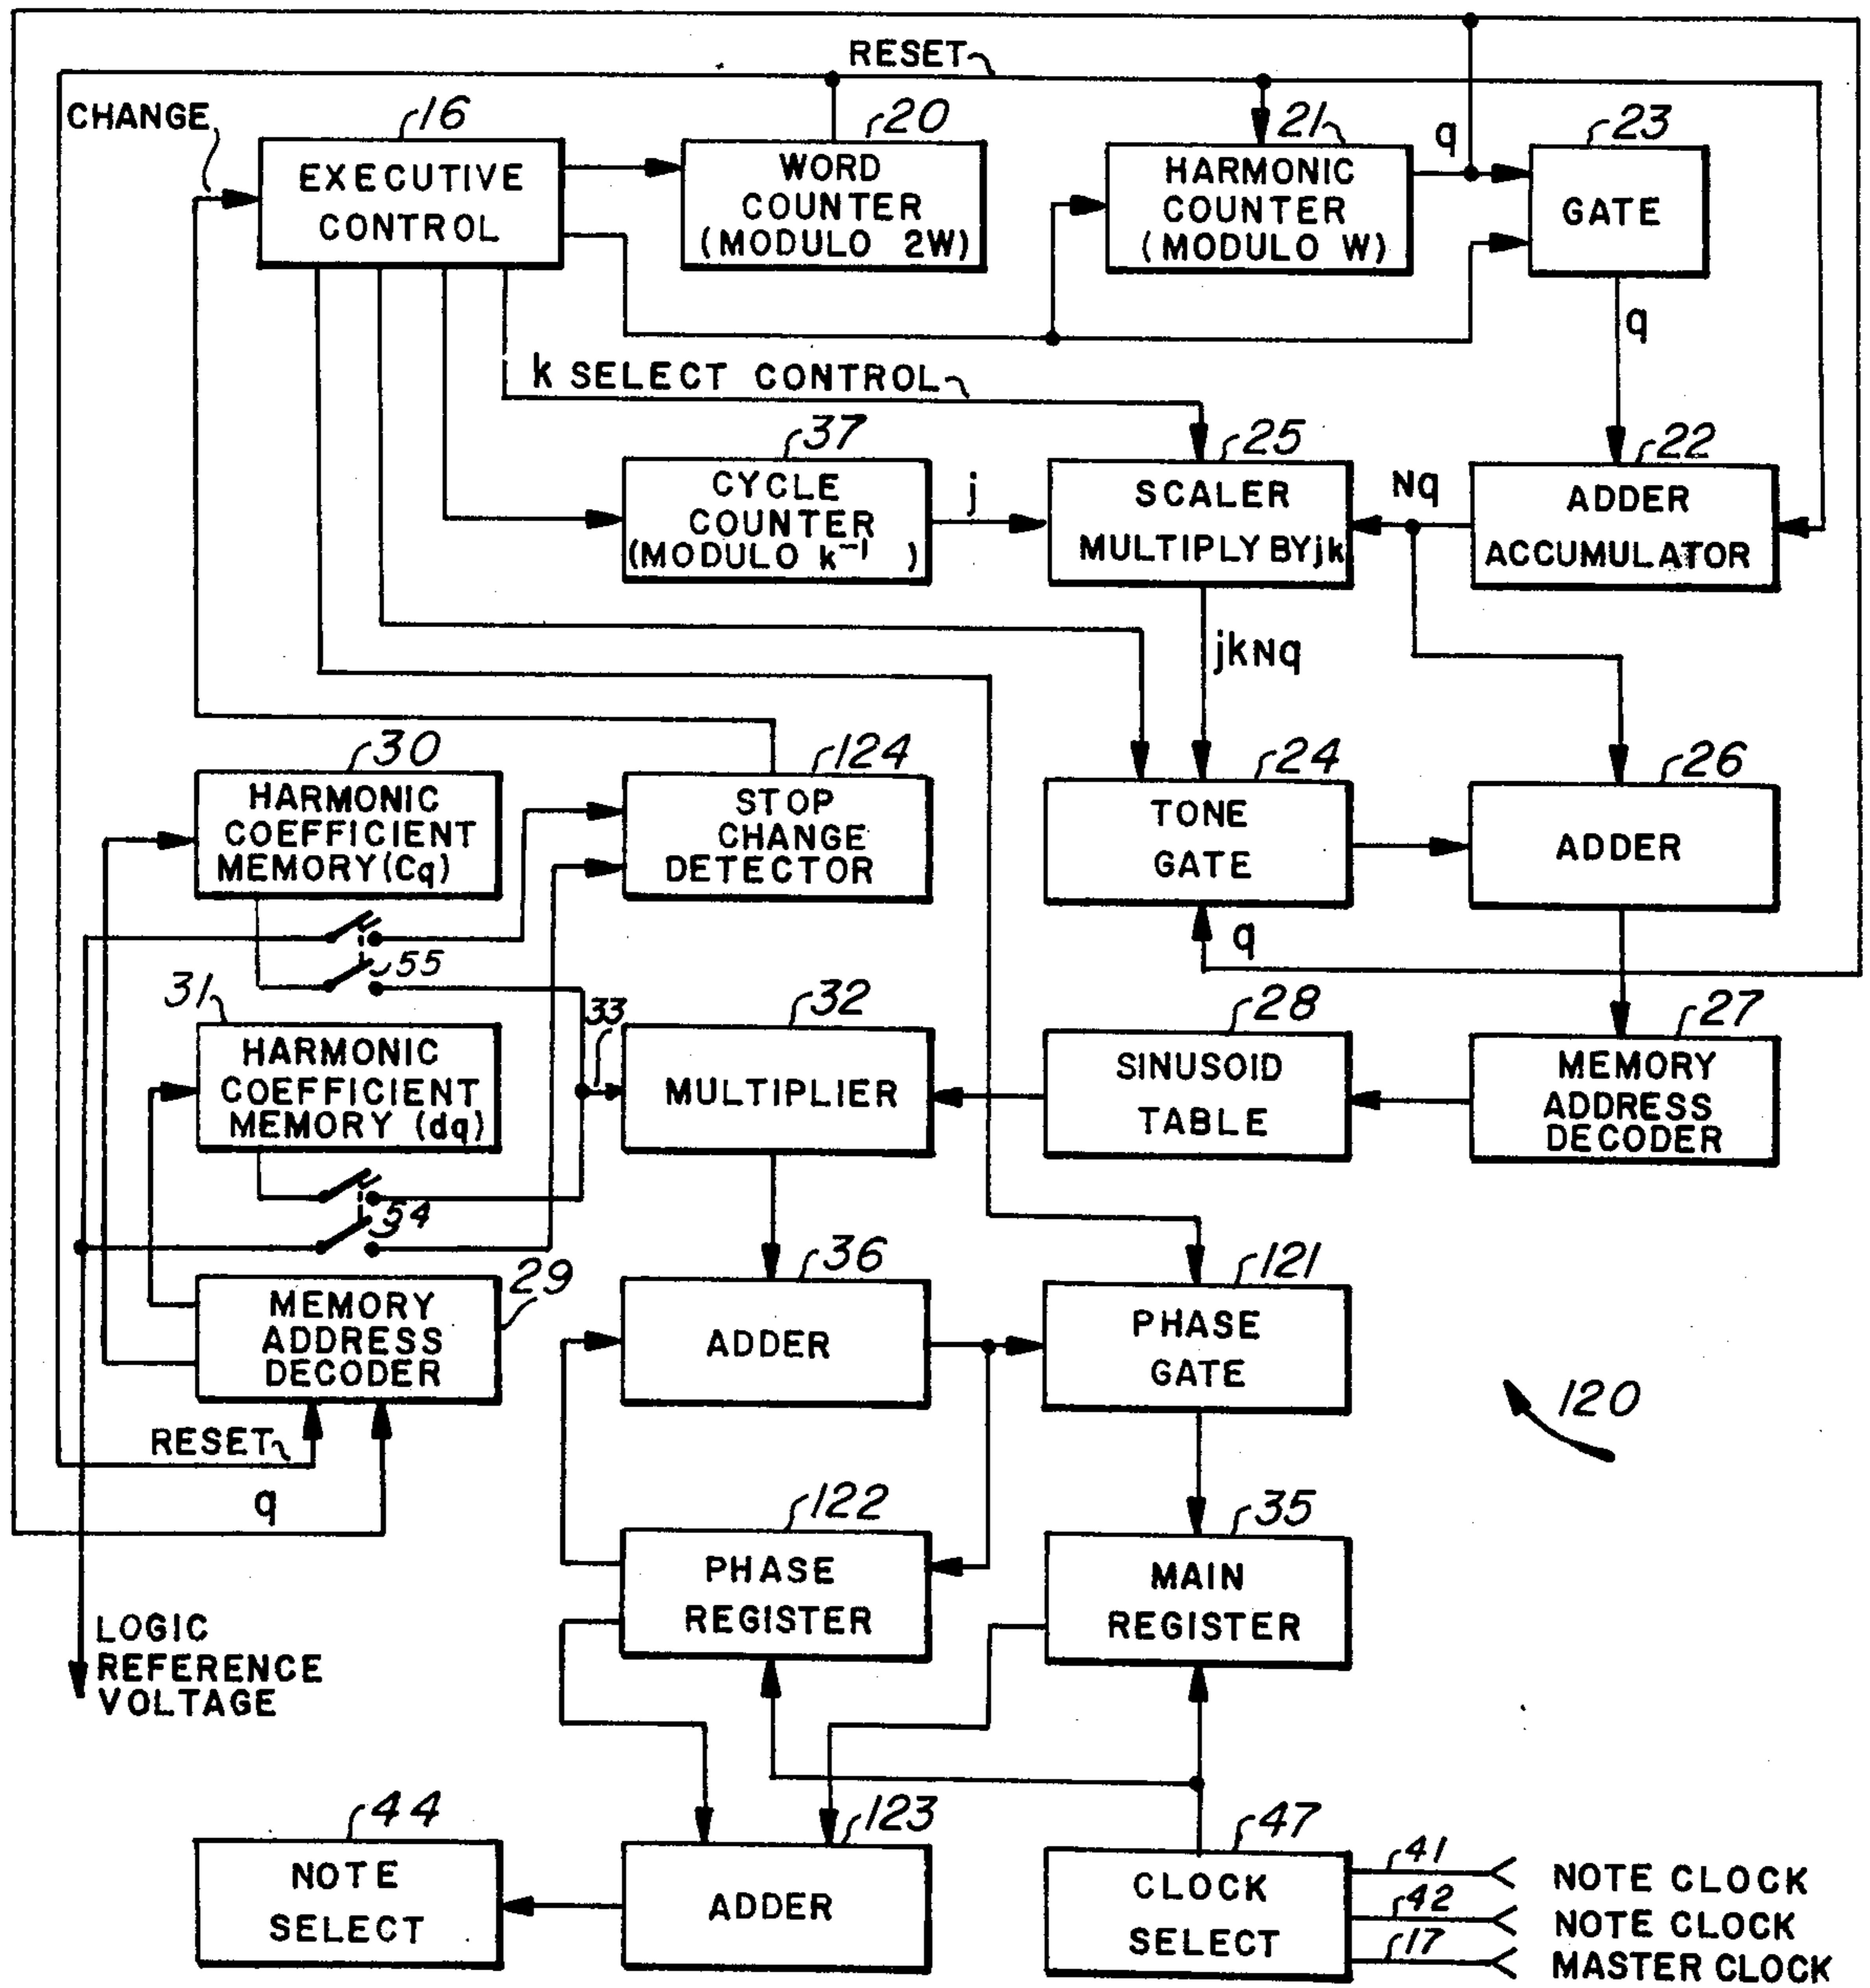 RESET
CHANGE
16
EXECUTIVE
CONTROL
20
WORD
COUNTER
(MODULO 2W)
21
HARMONIC
COUNTER
(MODULO W)
q
23
GATE
q
k SELECT CONTROL
37
CYCLE
COUNTER
(MODULO k⁻¹ )
j
25
SCALER
MULTIPLY BY jk
Nq
22
ADDER
ACCUMULATOR
jkNq
30
HARMONIC
COEFFICIENT
MEMORY (Cq)
124
STOP
CHANGE
DETECTOR
24
TONE
GATE
q
26
ADDER
55
31
HARMONIC
COEFFICIENT
MEMORY (dq)
33
32
MULTIPLIER
28
SINUSOID
TABLE
27
MEMORY
ADDRESS
DECODER
54
29
MEMORY
ADDRESS
DECODER
RESET
q
36
ADDER
121
PHASE
GATE
120
122
PHASE
REGISTER
35
MAIN
REGISTER
LOGIC
REFERENCE
VOLTAGE
44
NOTE
SELECT
123
ADDER
47
CLOCK
SELECT
41
NOTE CLOCK
42
NOTE CLOCK
17
MASTER CLOCK